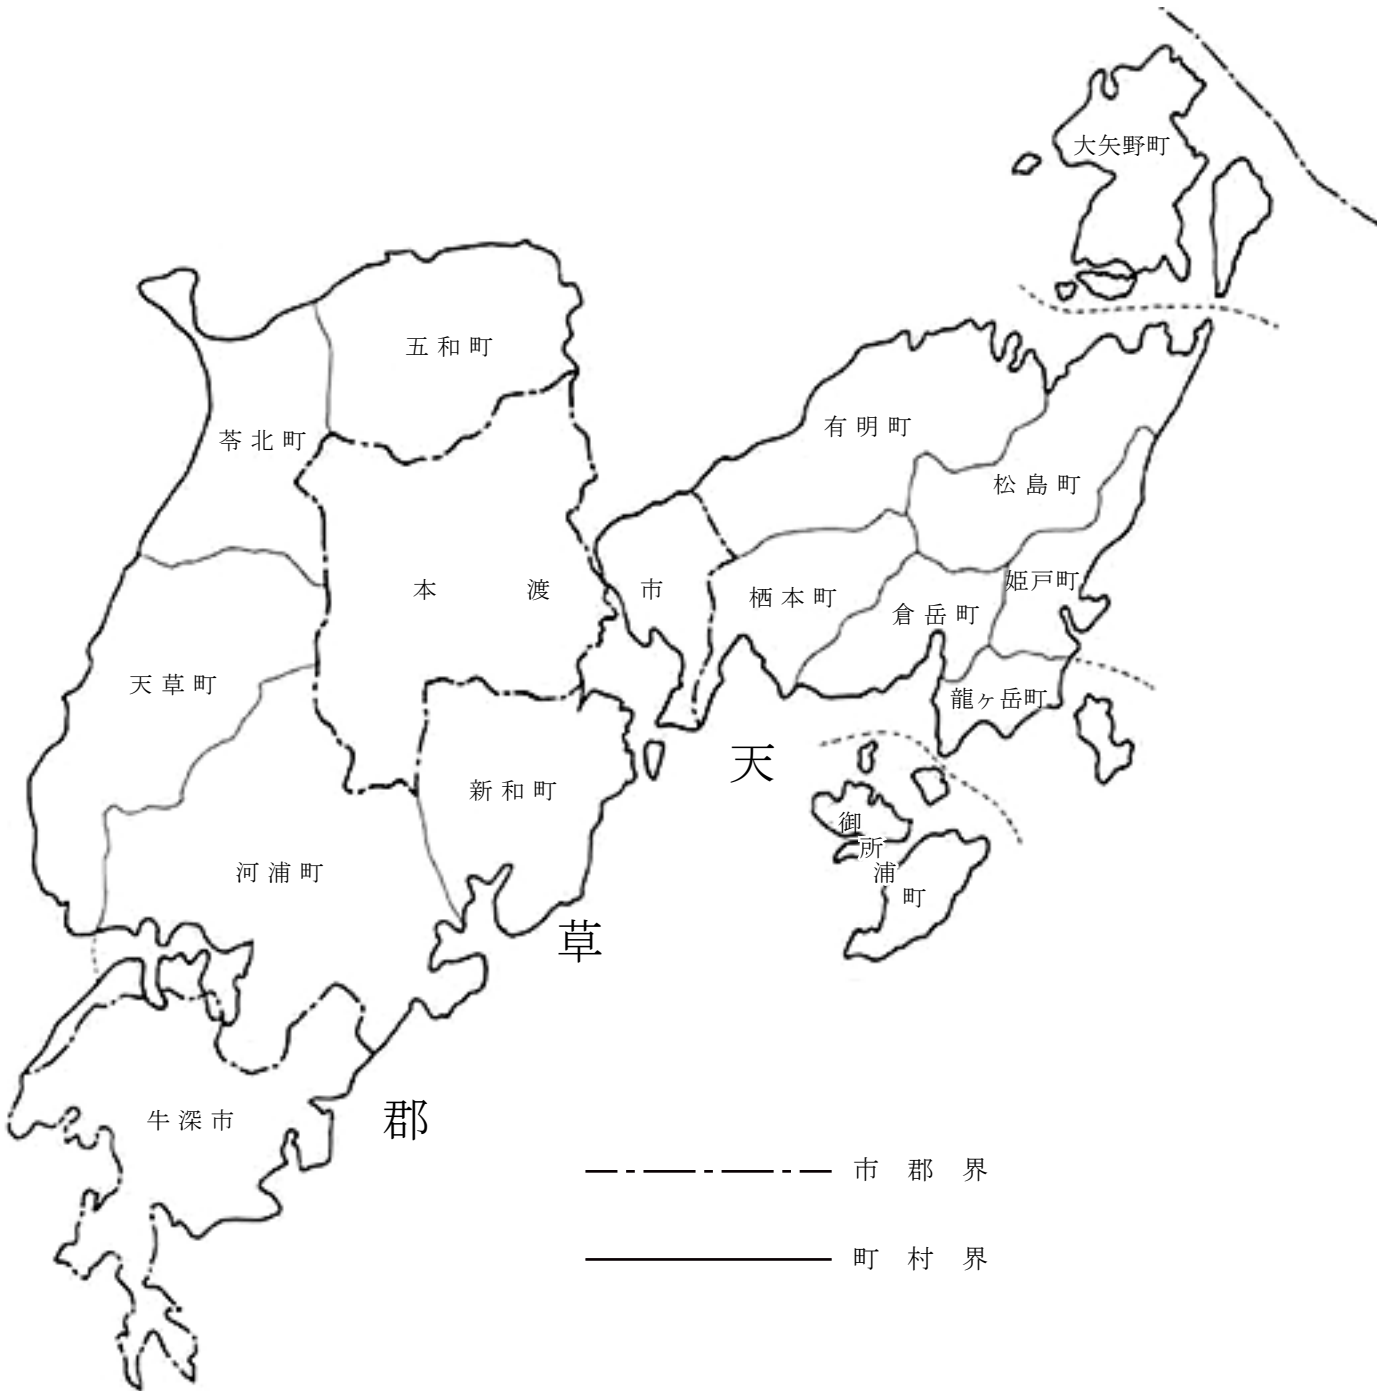 大矢野町
五和町
苓北町
有明町
松島町
本渡市
栖本町
姫戸町
倉岳町
天草町
龍ヶ岳町
新和町
御所浦町
河浦町
牛深市
天草郡
市郡界
町村界